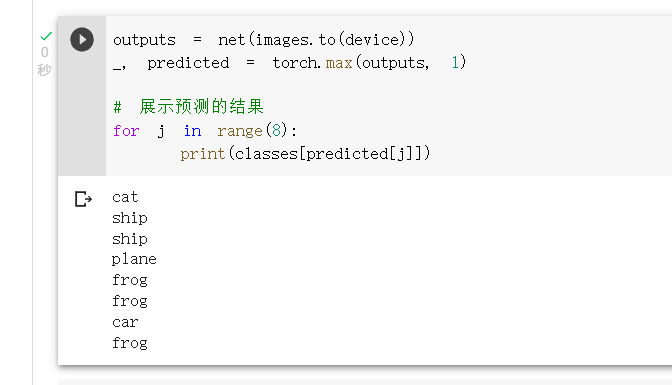 0
秒
outputs = net(images.to(device))
_, predicted = torch.max(outputs, 1)
# 展示预测的结果
for j in range(8):
print(classes[predicted[j]])
cat
ship
ship
plane
frog
frog
car
frog